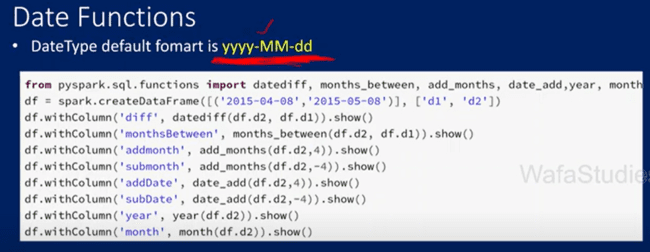 Date Functions
• DateType default fomart is yyyy-MM-dd
from pyspark.sql.functions import datediff, months_between, add_months, date_add,year, month
df = spark.createDataFrame([('2015-04-08','2015-05-08')], ['d1', 'd2'])
df.withColumn('diff', datediff(df.d2, df.d1)).show()
df.withColumn('monthsBetween', months_between(df.d2, df.d1)).show()
df.withColumn('addmonth', add_months(df.d2,4)).show()
df.withColumn('submonth', add_months(df.d2,-4)).show()
df.withColumn('addDate', date_add(df.d2,4)).show()
df.withColumn('subDate', date_add(df.d2,-4)).show()
df.withColumn('year', year(df.d2)).show()
df.withColumn('month', month(df.d2)).show()
WafaStudies